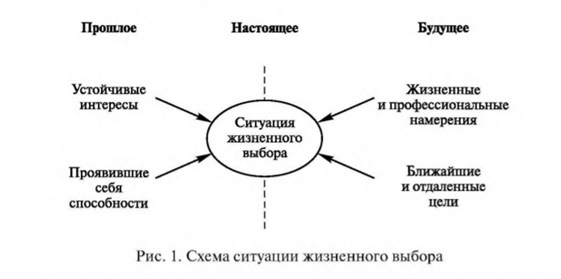 Прошлое
Настоящее
Будущее
Устойчивые
интересы
Жизненные
и профессиональные
намерения
Ситуация
жизненного
выбора
Проявившие
себя
способности
Ближайшие
и отдаленные
цели
Рис. 1. Схема ситуации жизненного выбора